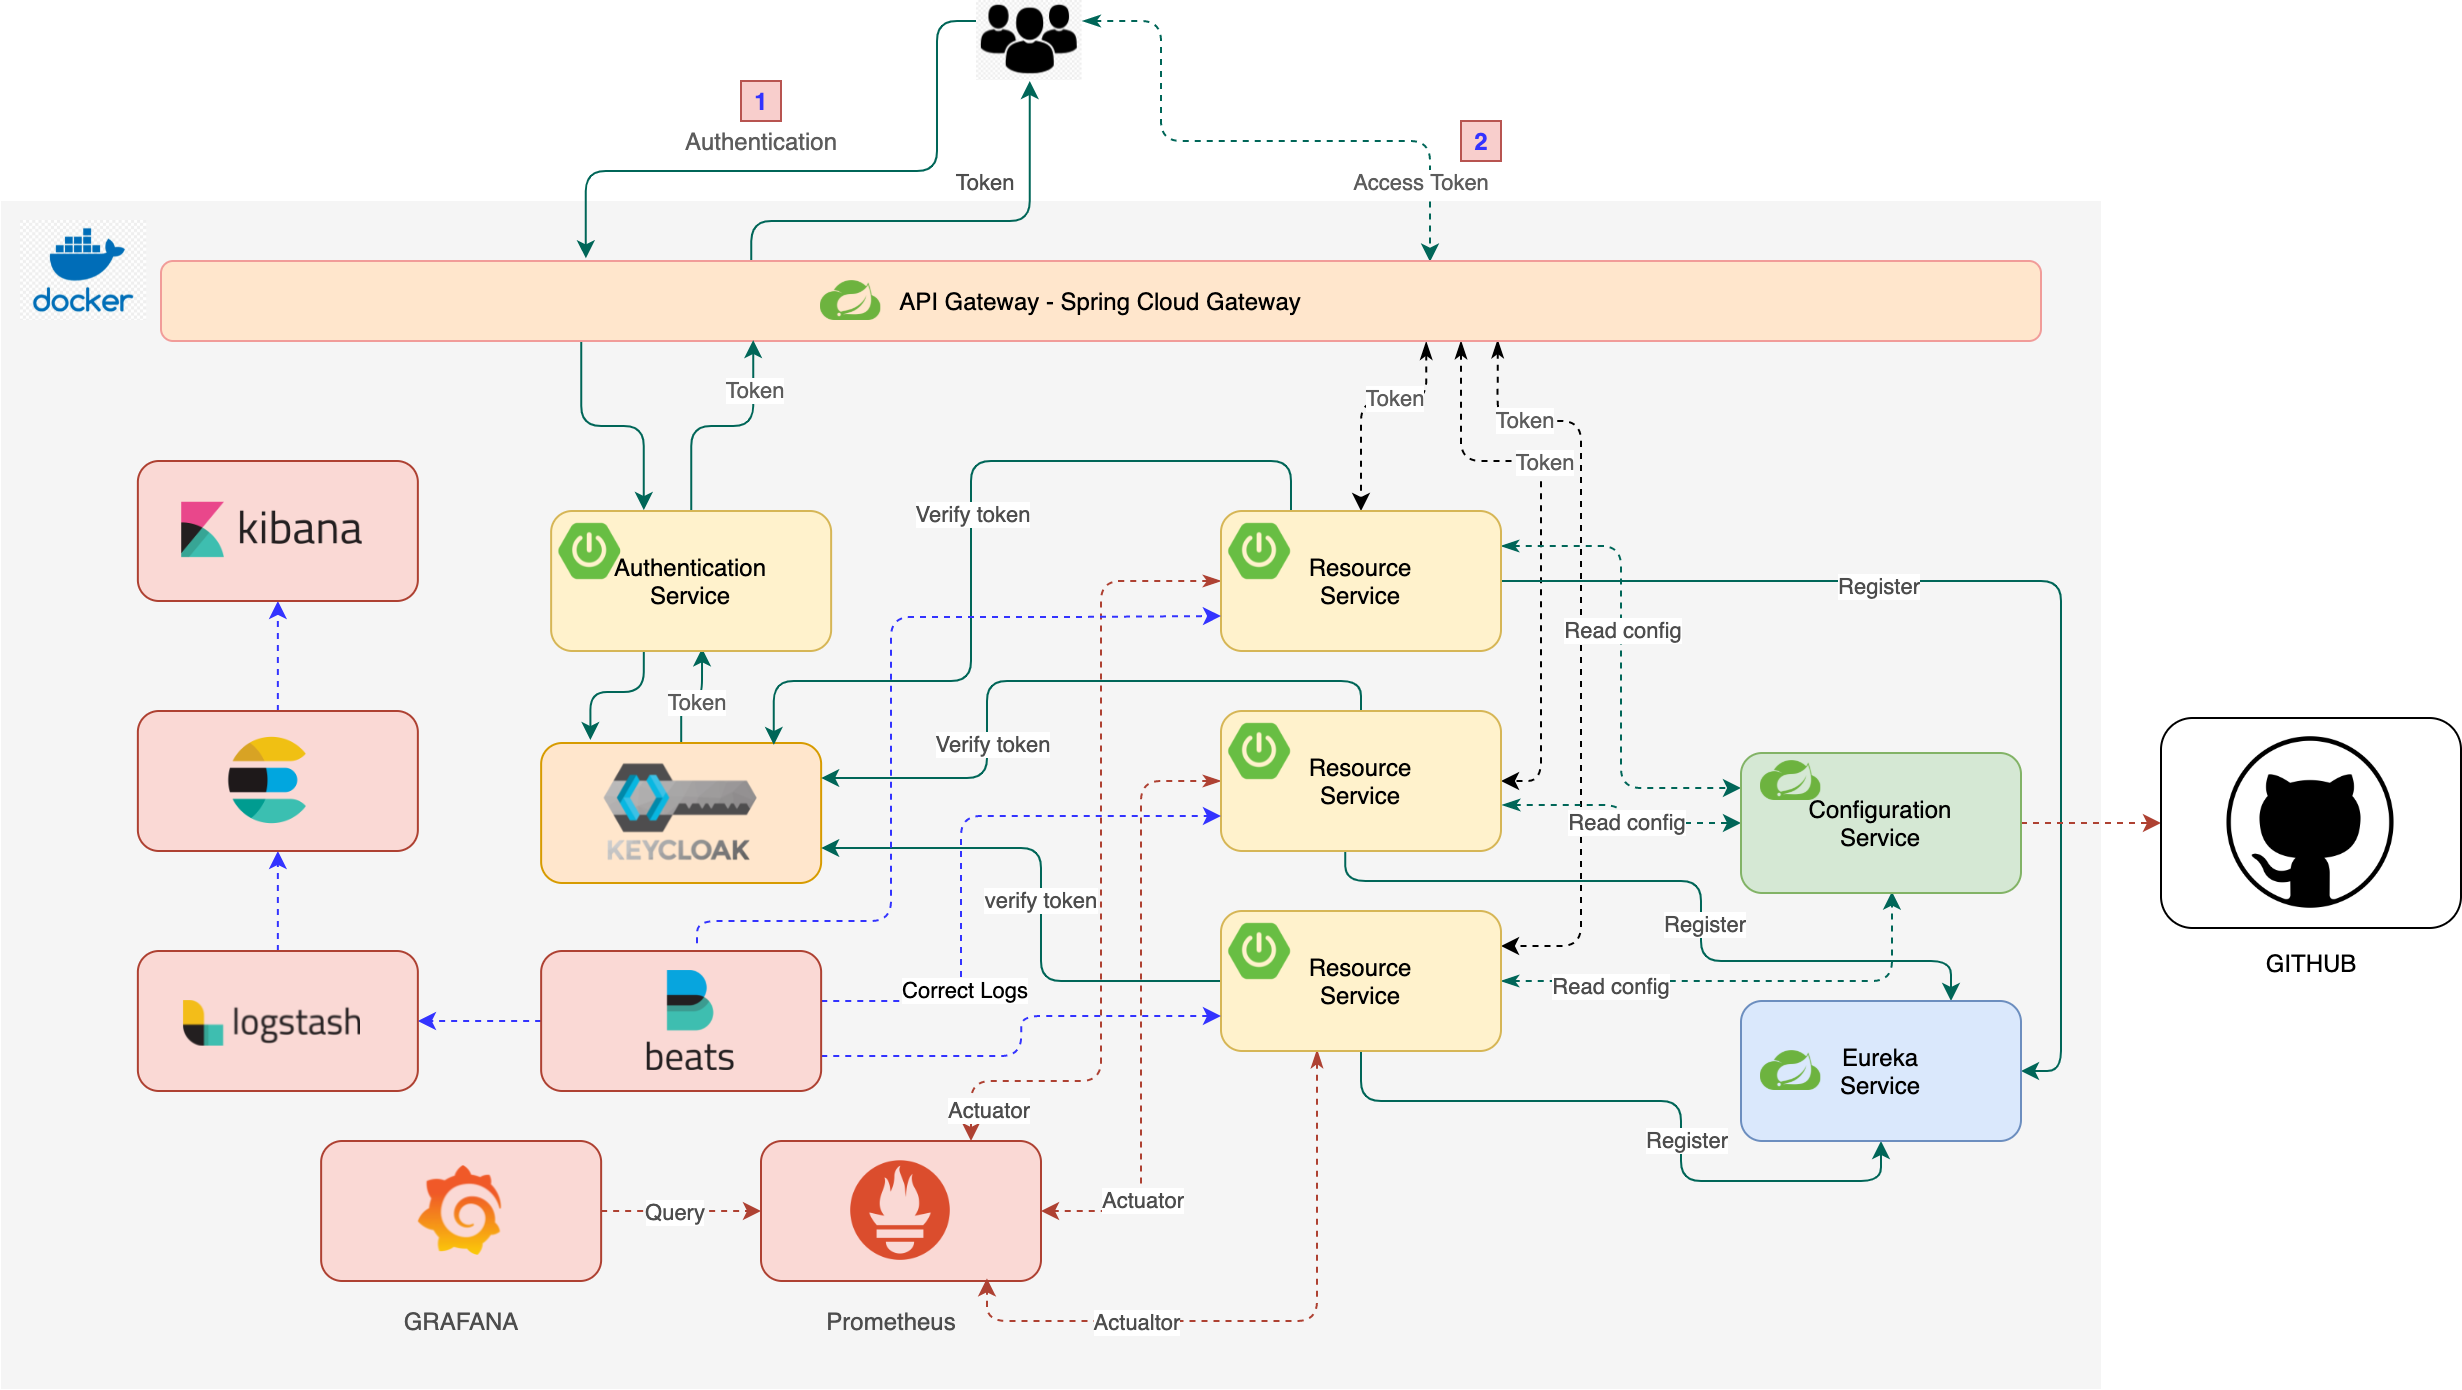 1
Authentication
2
Token
Access Token
docker
API Gateway - Spring Cloud Gateway
Token
Token
Token
Token
Verify token
kibana
Authentication
Service
Resource
Service
Register
Read config
Token
Verify token
Resource
Service
Configuration
Service
Read config
KEYCLOAK
verify token
Register
GITHUB
Resource
Service
Read config
Correct Logs
logstash
beats
Eureka
Service
Actuator
Register
Actuator
Query
GRAFANA
Prometheus
Actualtor